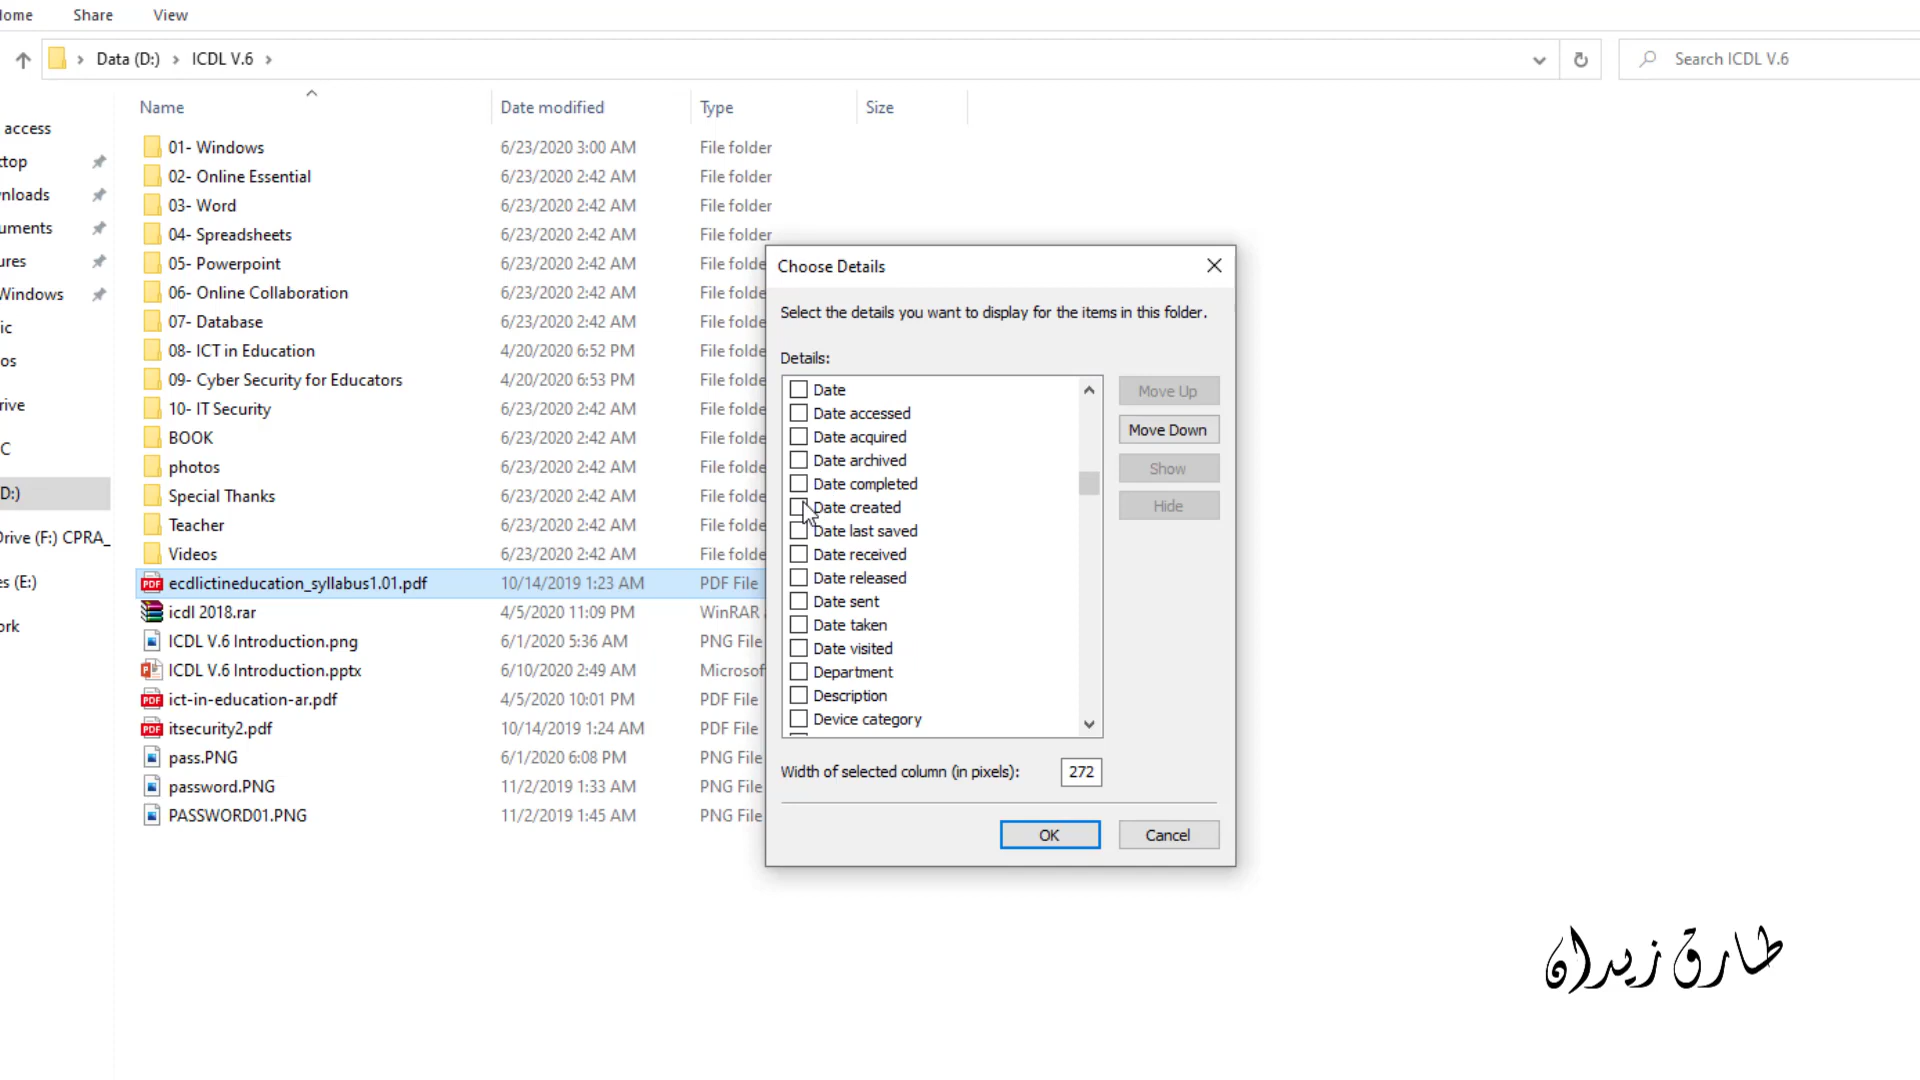 Home Share View
Data (D:) ICDL V.6
Search ICDL V.6
Name Date modified Type Size
access
ktop
wnloads
uments
ures
Windows
ic
os
rive
C
D:)
Drive (F:) CPRA_
es (E:)
ork
01- Windows 6/23/2020 3:00 AM File folder
02- Online Essential 6/23/2020 2:42 AM File folder
03- Word 6/23/2020 2:42 AM File folder
04- Spreadsheets 6/23/2020 2:42 AM File folder
05- Powerpoint 6/23/2020 2:42 AM File folde
06- Online Collaboration 6/23/2020 2:42 AM File folde
07- Database 6/23/2020 2:42 AM File folde
08- ICT in Education 4/20/2020 6:52 PM File folde
09- Cyber Security for Educators 4/20/2020 6:53 PM File folde
10- IT Security 6/23/2020 2:42 AM File folde
BOOK 6/23/2020 2:42 AM File folde
photos 6/23/2020 2:42 AM File folde
Special Thanks 6/23/2020 2:42 AM File folde
Teacher 6/23/2020 2:42 AM File folde
Videos 6/23/2020 2:42 AM File folde
PDF ecdlictineducation_syllabus1.01.pdf 10/14/2019 1:23 AM PDF File
icdl 2018.rar 4/5/2020 11:09 PM WinRAR
ICDL V.6 Introduction.png 6/1/2020 5:36 AM PNG File
ICDL V.6 Introduction.pptx 6/10/2020 2:49 AM Microsof
PDF ict-in-education-ar.pdf 4/5/2020 10:01 PM PDF File
PDF itsecurity2.pdf 10/14/2019 1:24 AM PDF File
pass.PNG 6/1/2020 6:08 PM PNG File
password.PNG 11/2/2019 1:33 AM PNG File
PASSWORD01.PNG 11/2/2019 1:45 AM PNG File
Choose Details
Select the details you want to display for the items in this folder.
Details:
Date
Date accessed
Date acquired
Date archived
Date completed
Date created
Date last saved
Date received
Date released
Date sent
Date taken
Date visited
Department
Description
Device category
Move Up
Move Down
Show
Hide
Width of selected column (in pixels): 272
OK Cancel
طارق زيدان